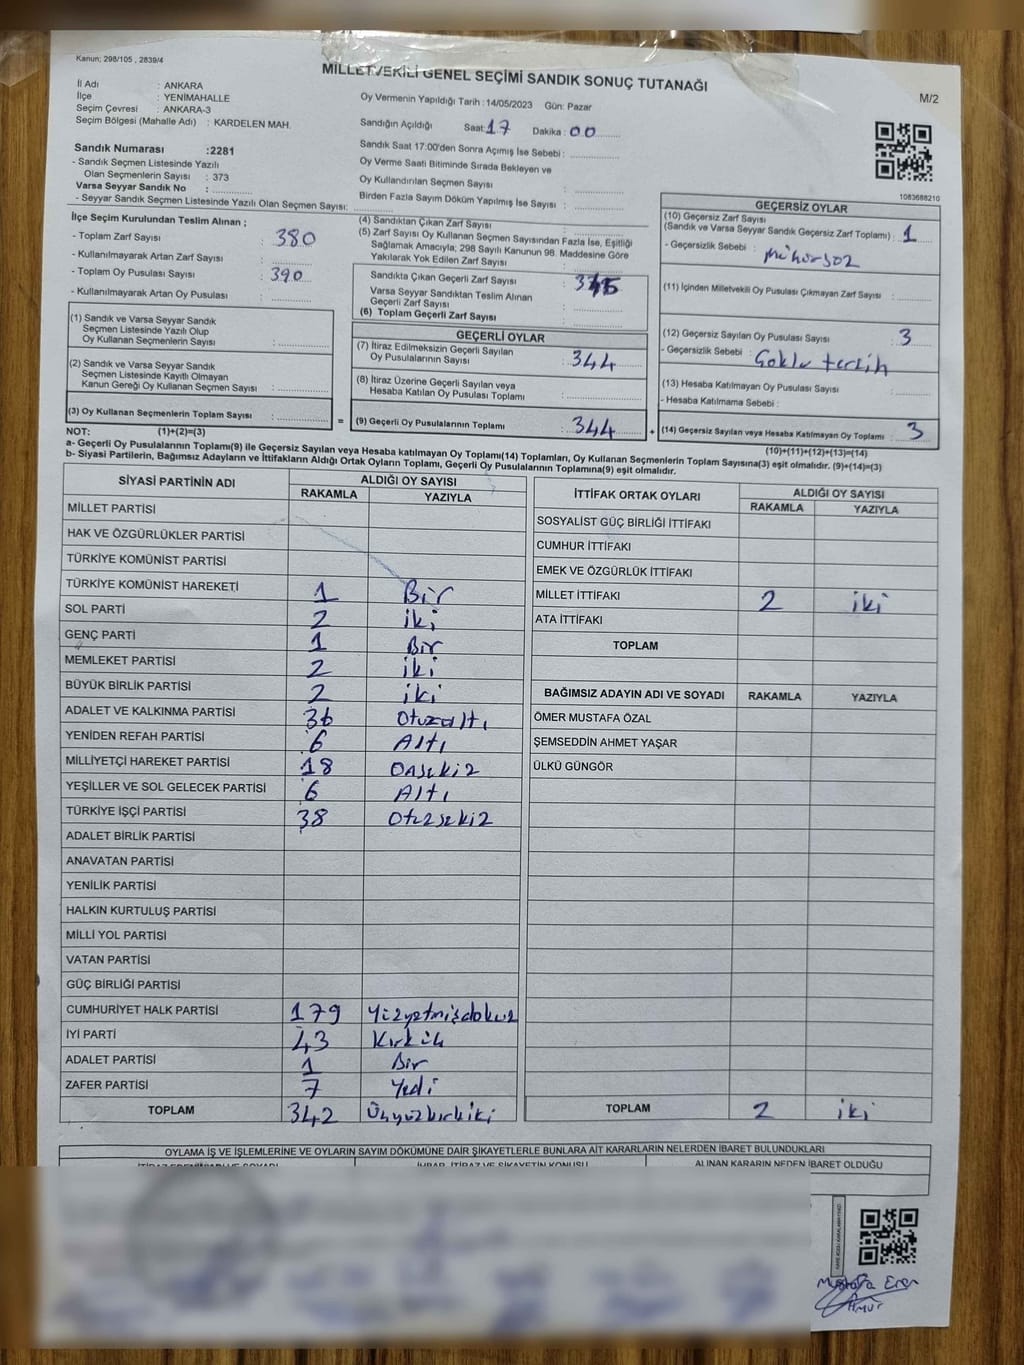 Kanun; 298/105 , 2839/4
MİLLETVEKİLİ GENEL SEÇİMİ SANDIK SONUÇ TUTANAĞI
M/2
İl Adı : ANKARA
İlçe : YENİMAHALLE
Seçim Çevresi : ANKARA-3
Seçim Bölgesi (Mahalle Adı) : KARDELEN MAH.
Sandık Numarası :2281
- Sandık Seçmen Listesinde Yazılı
Olan Seçmenlerin Sayısı : 373
Varsa Seyyar Sandık No :
- Seyyar Sandık Seçmen Listesinde Yazılı Olan Seçmen Sayısı:
Oy Vermenin Yapıldığı Tarih : 14/05/2023 Gün: Pazar
Sandığın Açıldığı Saat: 17 Dakika : 00
Sandık Saat 17:00'den Sonra Açımış İse Sebebi :
Oy Verme Saati Bitiminde Sırada Bekleyen ve
Oy Kullandırılan Seçmen Sayısı :
Birden Fazla Sayım Döküm Yapılmış İse Sayısı :
1083688210
İlçe Seçim Kurulundan Teslim Alınan ;
- Toplam Zarf Sayısı : 380
- Kullanılmayarak Artan Zarf Sayısı :
- Toplam Oy Pusulası Sayısı : 390
- Kullanılmayarak Artan Oy Pusulası :
(1) Sandık ve Varsa Seyyar Sandık
Seçmen Listesinde Yazılı Olup
Oy Kullanan Seçmenlerin Sayısı :
(2) Sandık ve Varsa Seyyar Sandık
Seçmen Listesinde Kayıtlı Olmayan
Kanun Gereği Oy Kullanan Seçmen Sayısı :
(3) Oy Kullanan Seçmenlerin Toplam Sayısı : =
(4) Sandıktan Çıkan Zarf Sayısı :
(5) Zarf Sayısı Oy Kullanan Seçmen Sayısından Fazla İse, Eşitliği
Sağlamak Amacıyla; 298 Sayılı Kanunun 98. Maddesine Göre
Yakılarak Yok Edilen Zarf Sayısı :
Sandıkta Çıkan Geçerli Zarf Sayısı :
Varsa Seyyar Sandıktan Teslim Alınan
Geçerli Zarf Sayısı :
(6) Toplam Geçerli Zarf Sayısı :
GEÇERLİ OYLAR
(7) İtiraz Edilmeksizin Geçerli Sayılan
Oy Pusulalarının Sayısı : 344
(8) İtiraz Üzerine Geçerli Sayılan veya
Hesaba Katılan Oy Pusulası Toplamı :
(9) Geçerli Oy Pusulalarının Toplamı : 344 +
GEÇERSİZ OYLAR
(10) Geçersiz Zarf Sayısı
(Sandık ve Varsa Seyyar Sandık Geçersiz Zarf Toplamı) : 1
- Geçersizlik Sebebi : mühürsüz
(11) İçinden Milletvekili Oy Pusulası Çıkmayan Zarf Sayısı :
(12) Geçersiz Sayılan Oy Pusulası Sayısı : 3
- Geçersizlik Sebebi : Çoklu tercih
(13) Hesaba Katılmayan Oy Pusulası Sayısı :
- Hesaba Katılmama Sebebi :
(14) Geçersiz Sayılan veya Hesaba Katılmayan Oy Toplamı : 3
NOT: (1)+(2)=(3) (10)+(11)+(12)+(13)=(14)
a- Geçerli Oy Pusulalarının Toplamı(9) ile Geçersiz Sayılan veya Hesaba katılmayan Oy Toplamı(14) Toplamları, Oy Kullanan Seçmenlerin Toplam Sayısına(3) eşit olmalıdır. (9)+(14)=(3)
b- Siyasi Partilerin, Bağımsız Adayların ve İttifakların Aldığı Ortak Oyların Toplamı, Geçerli Oy Pusulalarının Toplamına(9) eşit olmalıdır.
SİYASİ PARTİNİN ADI ALDIĞI OY SAYISI
RAKAMLA YAZIYLA
MİLLET PARTİSİ
HAK VE ÖZGÜRLÜKLER PARTİSİ
TÜRKİYE KOMÜNİST PARTİSİ
TÜRKİYE KOMÜNİST HAREKETİ 1 Bir
SOL PARTİ 2 iki
GENÇ PARTİ 1 Bir
MEMLEKET PARTİSİ 2 iki
BÜYÜK BİRLİK PARTİSİ 2 iki
ADALET VE KALKINMA PARTİSİ 36 Otuzaltı
YENİDEN REFAH PARTİSİ 6 Altı
MİLLİYETÇİ HAREKET PARTİSİ 18 Onsekiz
YEŞİLLER VE SOL GELECEK PARTİSİ 6 Altı
TÜRKİYE İŞÇİ PARTİSİ 38 Otuzsekiz
ADALET BİRLİK PARTİSİ
ANAVATAN PARTİSİ
YENİLİK PARTİSİ
HALKIN KURTULUŞ PARTİSİ
MİLLİ YOL PARTİSİ
VATAN PARTİSİ
GÜÇ BİRLİĞİ PARTİSİ
CUMHURİYET HALK PARTİSİ 179 Yüzyetmişdokuz
İYİ PARTİ 43 Kırküç
ADALET PARTİSİ 1 Bir
ZAFER PARTİSİ 7 Yedi
TOPLAM 342 Üçyüzkırkiki
İTTİFAK ORTAK OYLARI ALDIĞI OY SAYISI
RAKAMLA YAZIYLA
SOSYALİST GÜÇ BİRLİĞİ İTTİFAKI
CUMHUR İTTİFAKI
EMEK VE ÖZGÜRLÜK İTTİFAKI
MİLLET İTTİFAKI 2 iki
ATA İTTİFAKI
TOPLAM
BAĞIMSIZ ADAYIN ADI VE SOYADI RAKAMLA YAZIYLA
ÖMER MUSTAFA ÖZAL
ŞEMSEDDİN AHMET YAŞAR
ÜLKÜ GÜNGÖR
TOPLAM 2 iki
OYLAMA İŞ VE İŞLEMLERİNE VE OYLARIN SAYIM DÖKÜMÜNE DAİR ŞİKAYETLERLE BUNLARA AİT KARARLARIN NELERDEN İBARET BULUNDUKLARI
İHBAR, İTİRAZ VE ŞİKAYETİN KONUSU ALINAN KARARIN NEDEN İBARET OLDUĞU
Mustafa Eren